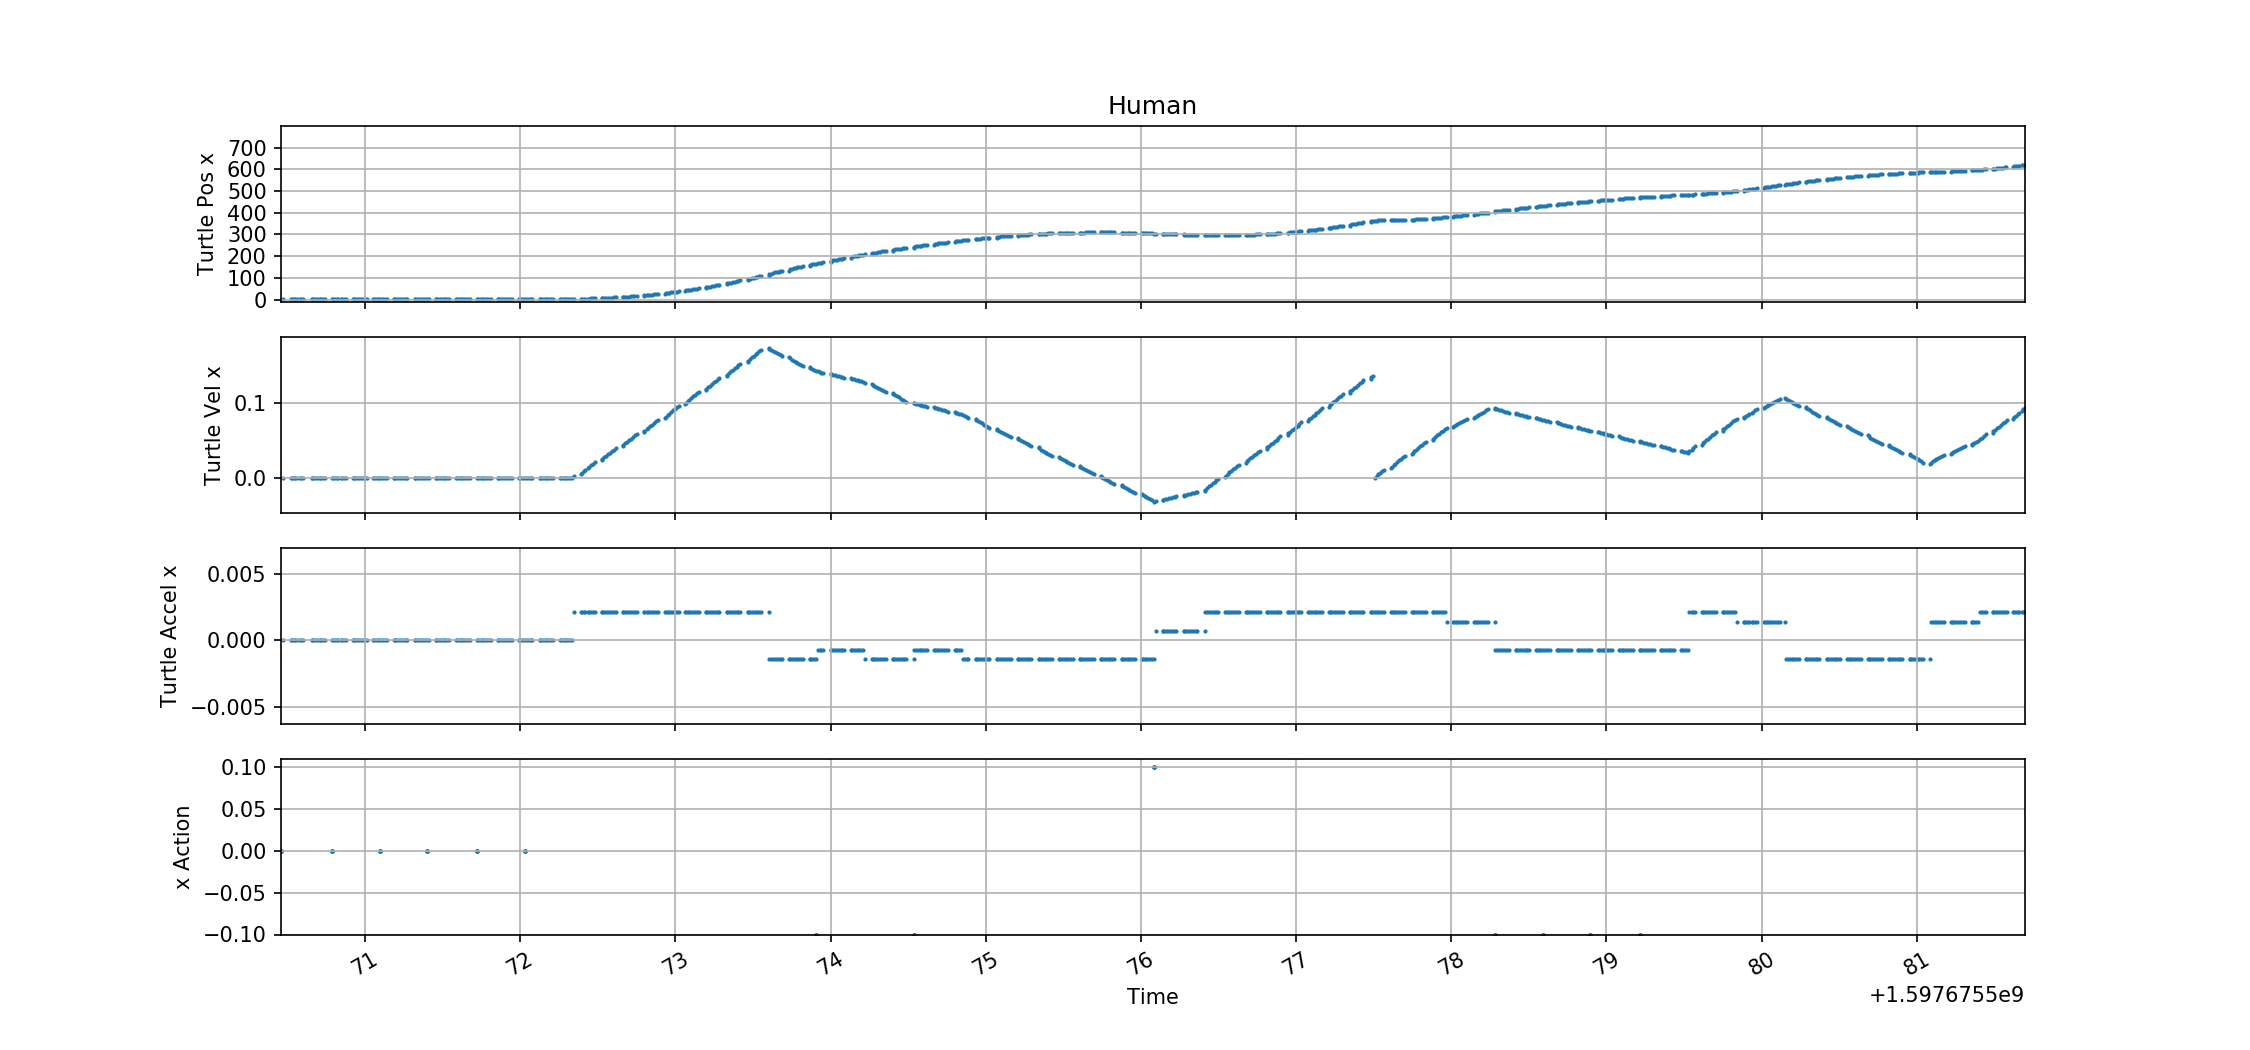 Human
Turtle Pos x
700
600
500
400
300
200
100
0
Turtle Vel x
0.1
0.0
Turtle Accel x
0.005
0.000
−0.005
x Action
0.10
0.05
0.00
−0.05
−0.10
71 72 73 74 75 76 77 78 79 80 81
Time
+1.5976755e9